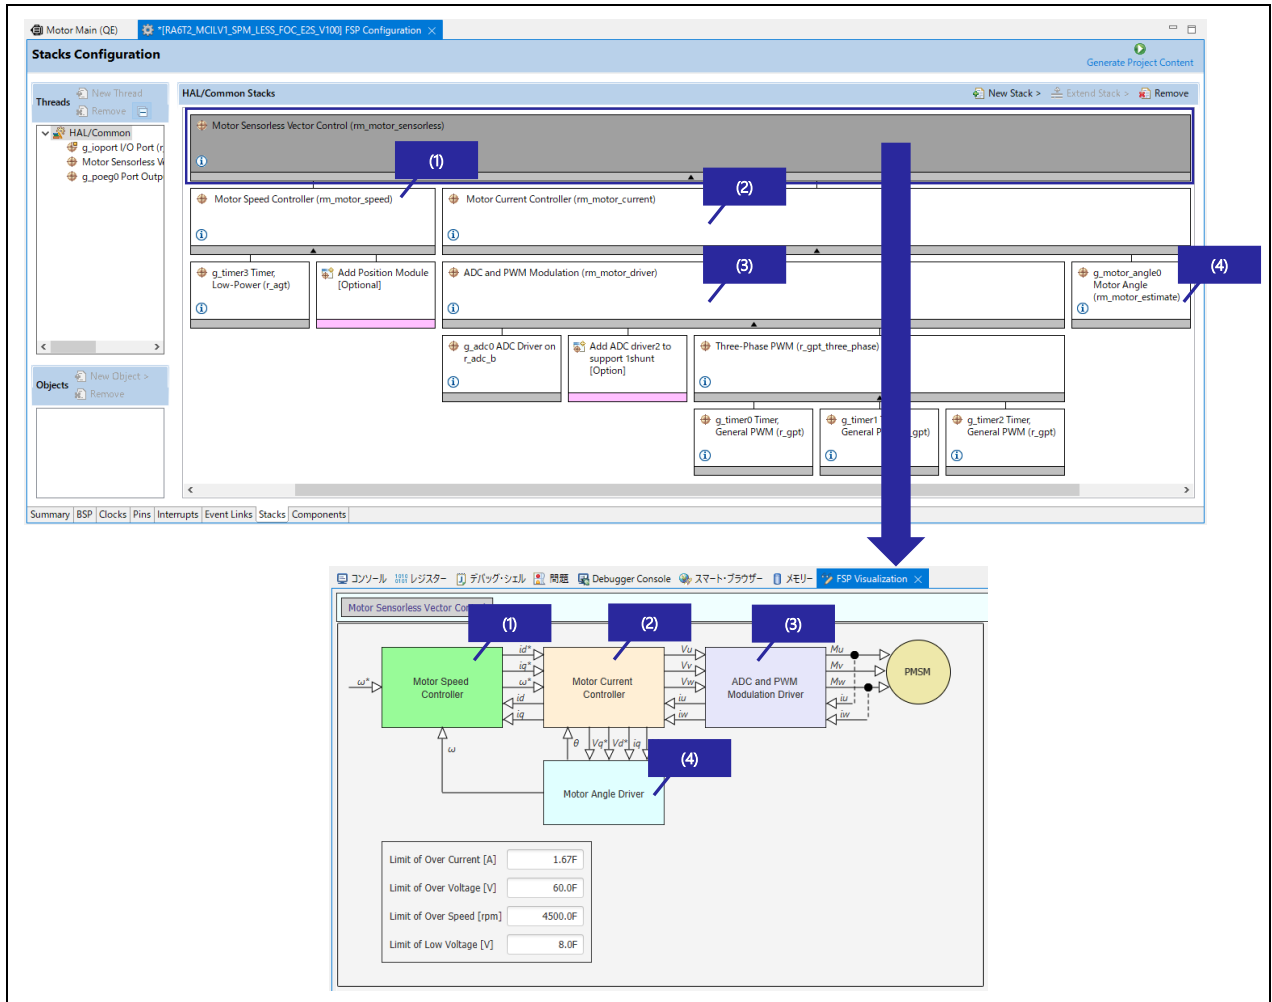 Motor Main (QE)
*[RA6T2_MCILV1_SPM_LESS_FOC_E2S_V100] FSP Configuration
Stacks Configuration
Generate Project Content
Threads
New Thread
Remove
HAL/Common
g_ioport I/O Port (r_
Motor Sensorless Ve
g_poeg0 Port Outp
Objects
New Object >
Remove
HAL/Common Stacks
New Stack >
Extend Stack >
Remove
Motor Sensorless Vector Control (rm_motor_sensorless)
(1)
(2)
Motor Speed Controller (rm_motor_speed)
Motor Current Controller (rm_motor_current)
(3)
(4)
g_timer3 Timer,
Low-Power (r_agt)
Add Position Module
[Optional]
ADC and PWM Modulation (rm_motor_driver)
g_motor_angle0
Motor Angle
(rm_motor_estimate)
g_adc0 ADC Driver on
r_adc_b
Add ADC driver2 to
support 1shunt
[Option]
Three-Phase PWM (r_gpt_three_phase)
g_timer0 Timer,
General PWM (r_gpt)
g_timer1
General
_gpt)
g_timer2 Timer,
General PWM (r_gpt)
Summary
BSP
Clocks
Pins
Interrupts
Event Links
Stacks
Components
コンソール
レジスター
デバッグ・シェル
問題
Debugger Console
スマート・ブラウザー
メモリー
FSP Visualization
Motor Sensorless Vector Co
(1)
(2)
(3)
ω*
Motor Speed
Controller
id*
iq*
ω*
id
iq
Motor Current
Controller
Vu
Vv
Vw
iu
iw
ADC and PWM
Modulation Driver
Mu
Mv
Mw
iu
iw
PMSM
ω
θ
Vq*
Vd*
iq
(4)
Motor Angle Driver
Limit of Over Current [A]
1.67F
Limit of Over Voltage [V]
60.0F
Limit of Over Speed [rpm]
4500.0F
Limit of Low Voltage [V]
8.0F